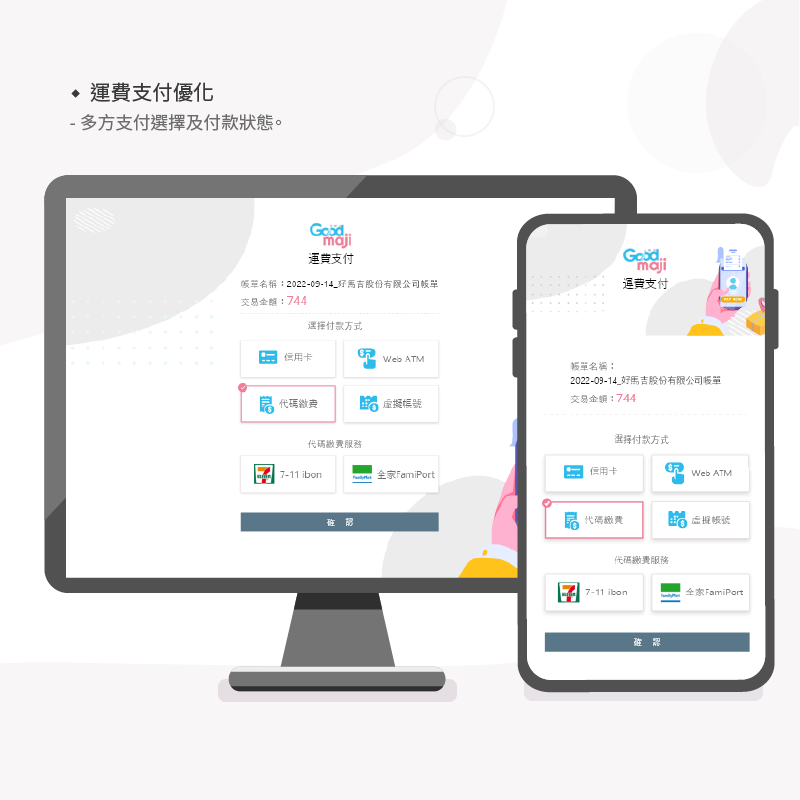 ◆ 運費支付優化
- 多方支付選擇及付款狀態。
Good
maji
運費支付
帳單名稱：2022-09-14_好馬吉股份有限公司帳單
交易金額：744
選擇付款方式
信用卡
Web ATM
代碼繳費
虛擬帳號
代碼繳費服務
7-ELEVEN
7-11 ibon
FamilyMart
全家FamiPort
確 認
Good
maji
運費支付
PAY NOW
帳單名稱：
2022-09-14_好馬吉股份有限公司帳單
交易金額：744
選擇付款方式
信用卡
Web ATM
代碼繳費
虛擬帳號
代碼繳費服務
7-ELEVEN
7-11 ibon
FamilyMart
全家FamiPort
確 認